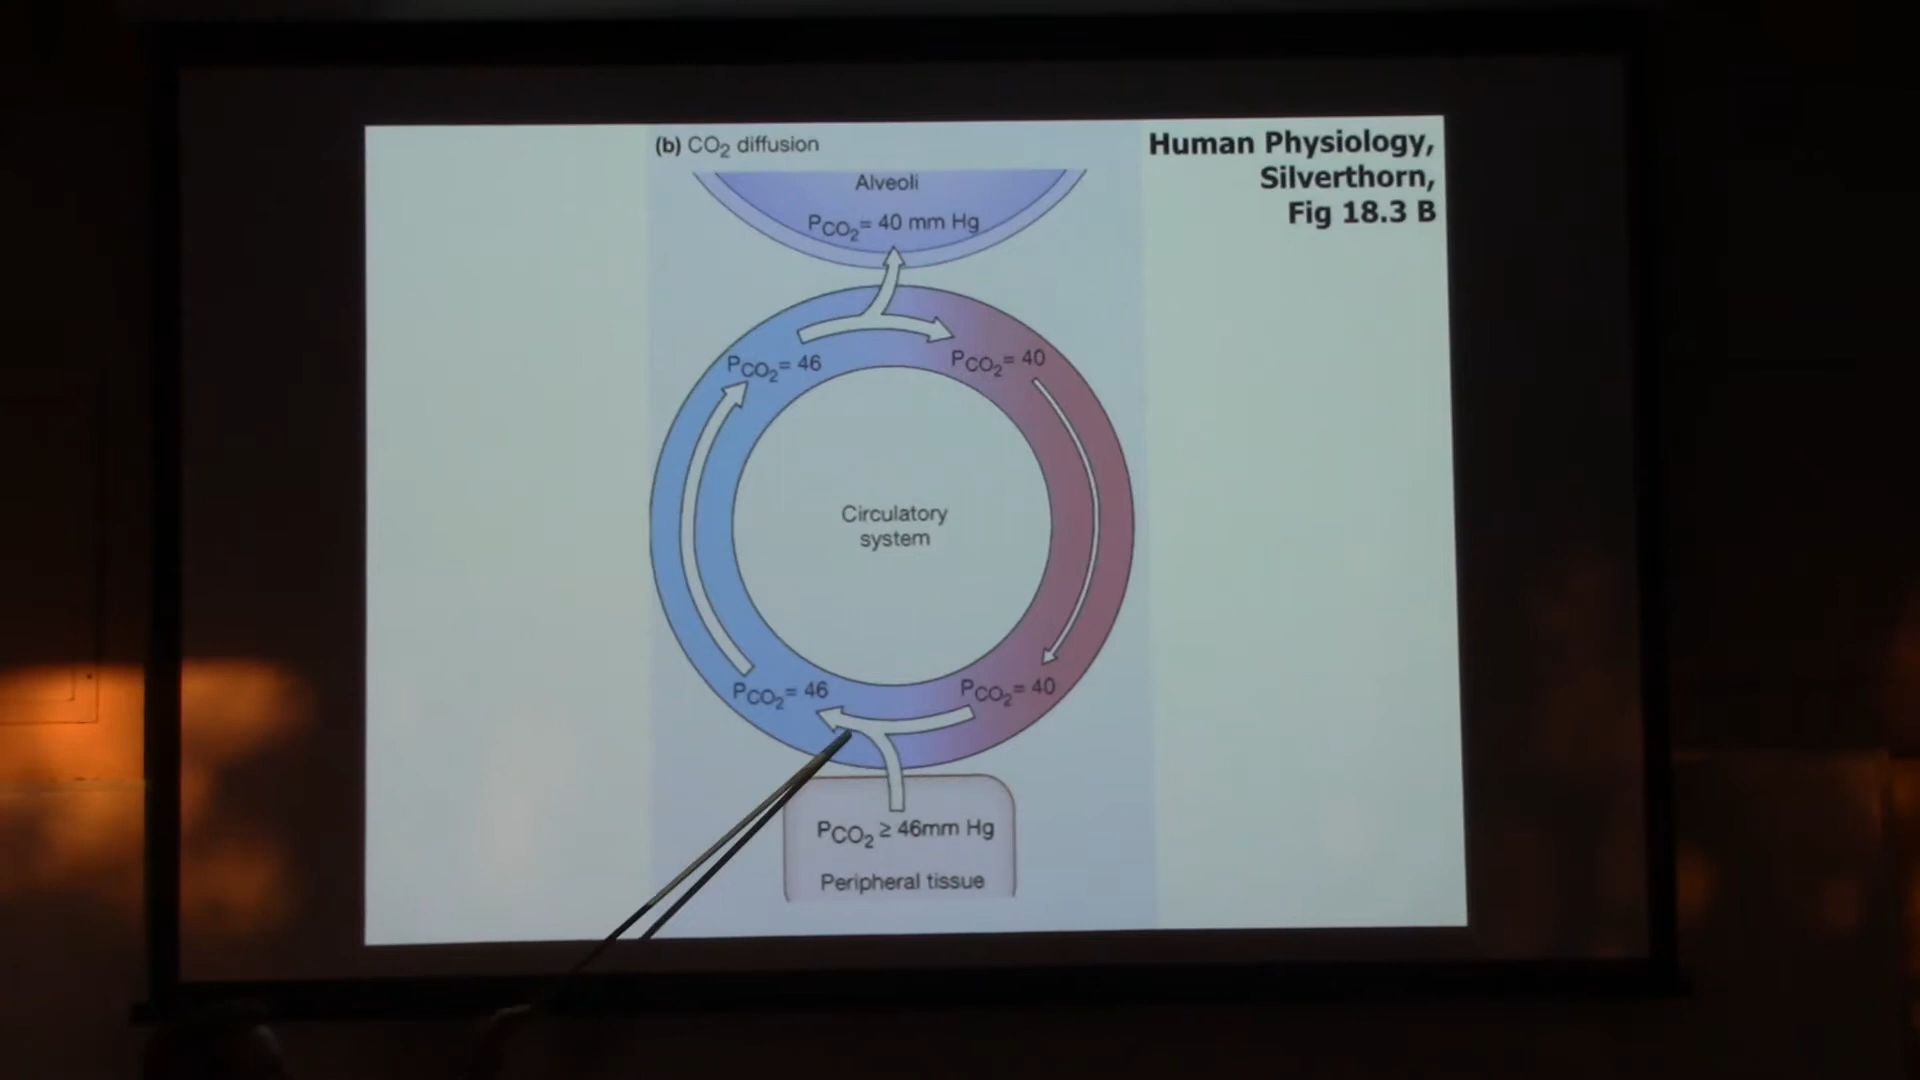 (b) CO₂ diffusion
Human Physiology,
Silverthorn,
Fig 18.3 B
Alveoli
PCO₂= 40 mm Hg
PCO₂= 46
PCO₂= 40
Circulatory
system
PCO₂= 46
PCO₂= 40
PCO₂ ≥ 46mm Hg
Peripheral tissue